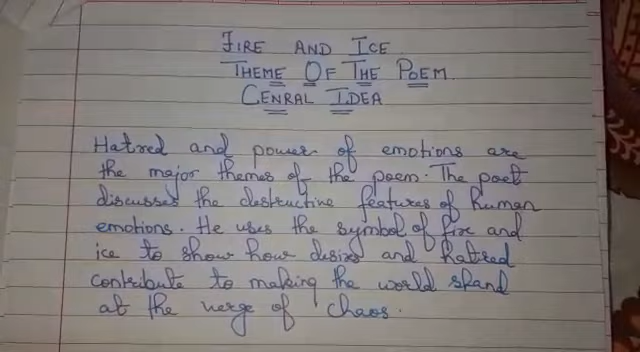 FIRE AND ICE
THEME OF THE POEM.
CENRAL IDEA
Hatred and power of emotions are
the major themes of the poem. The poet
discusses the destructive features of human
emotions. He uses the symbol of fire and
ice to show how desire and hatred
contribute to making the world stand
at the verge of chaos.